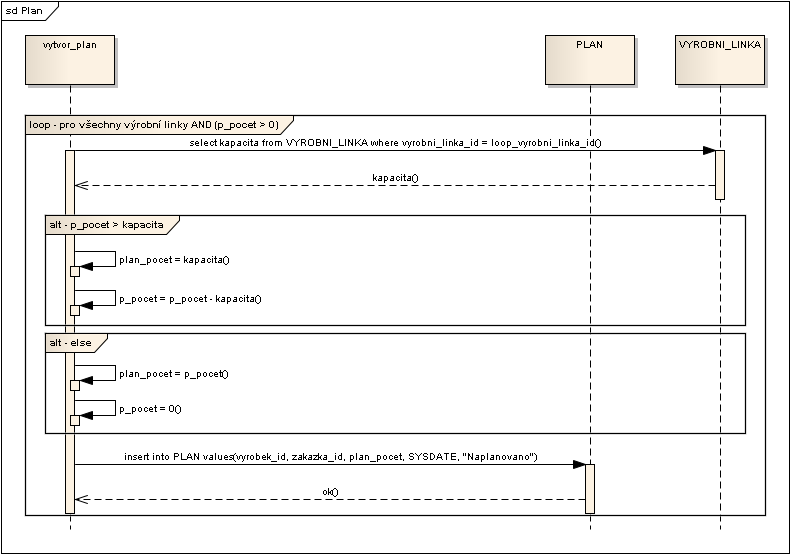 sd Plan
vytvor_plan
PLAN
VYROBNI_LINKA
loop - pro všechny výrobní linky AND (p_pocet > 0)
select kapacita from VYROBNI_LINKA where vyrobni_linka_id = loop_vyrobni_linka_id()
kapacita()
alt - p_pocet > kapacita
plan_pocet = kapacita()
p_pocet = p_pocet - kapacita()
alt - else
plan_pocet = p_pocet()
p_pocet = 0()
insert into PLAN values(vyrobek_id, zakazka_id, plan_pocet, SYSDATE, "Naplanovano")
ok()